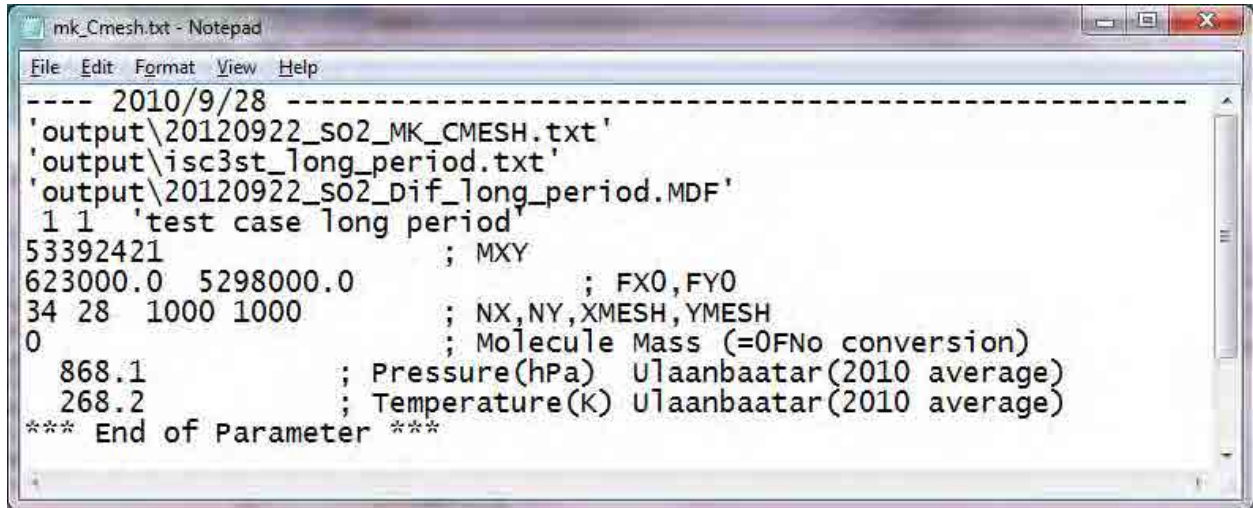 mk_Cmesh.txt - Notepad
File Edit Format View Help
---- 2010/9/28 --------------------------------------------------------------
'output\20120922_SO2_MK_CMESH.txt'
'output\isc3st_long_period.txt'
'output\20120922_SO2_Dif_long_period.MDF'
1 1 'test case long period'
53392421 ; MXY
623000.0 5298000.0 ; FX0,FY0
34 28 1000 1000 ; NX,NY,XMESH,YMESH
0 ; Molecule Mass (=0FNo conversion)
868.1 ; Pressure(hPa) Ulaanbaatar(2010 average)
268.2 ; Temperature(K) Ulaanbaatar(2010 average)
*** End of Parameter ***